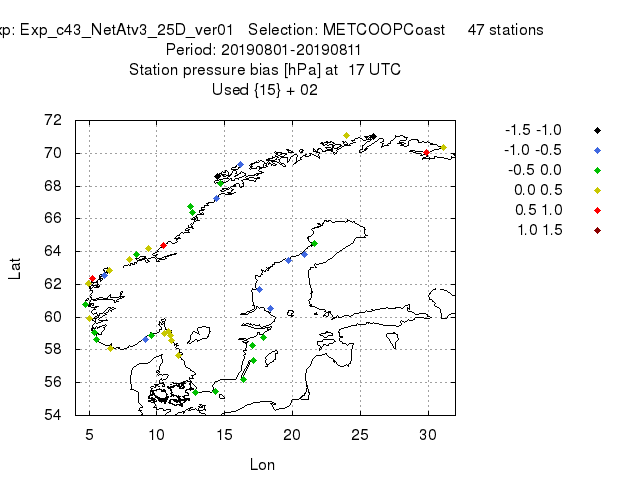 xp: Exp_c43_NetAtv3_25D_ver01 Selection: METCOOPCoast 47 stations
Period: 20190801-20190811
Station pressure bias [hPa] at 17 UTC
Used {15} + 02
72
70
68
66
64
62
60
58
56
54
5 10 15 20 25 30
Lat
Lon
-1.5 -1.0
-1.0 -0.5
-0.5 0.0
0.0 0.5
0.5 1.0
1.0 1.5